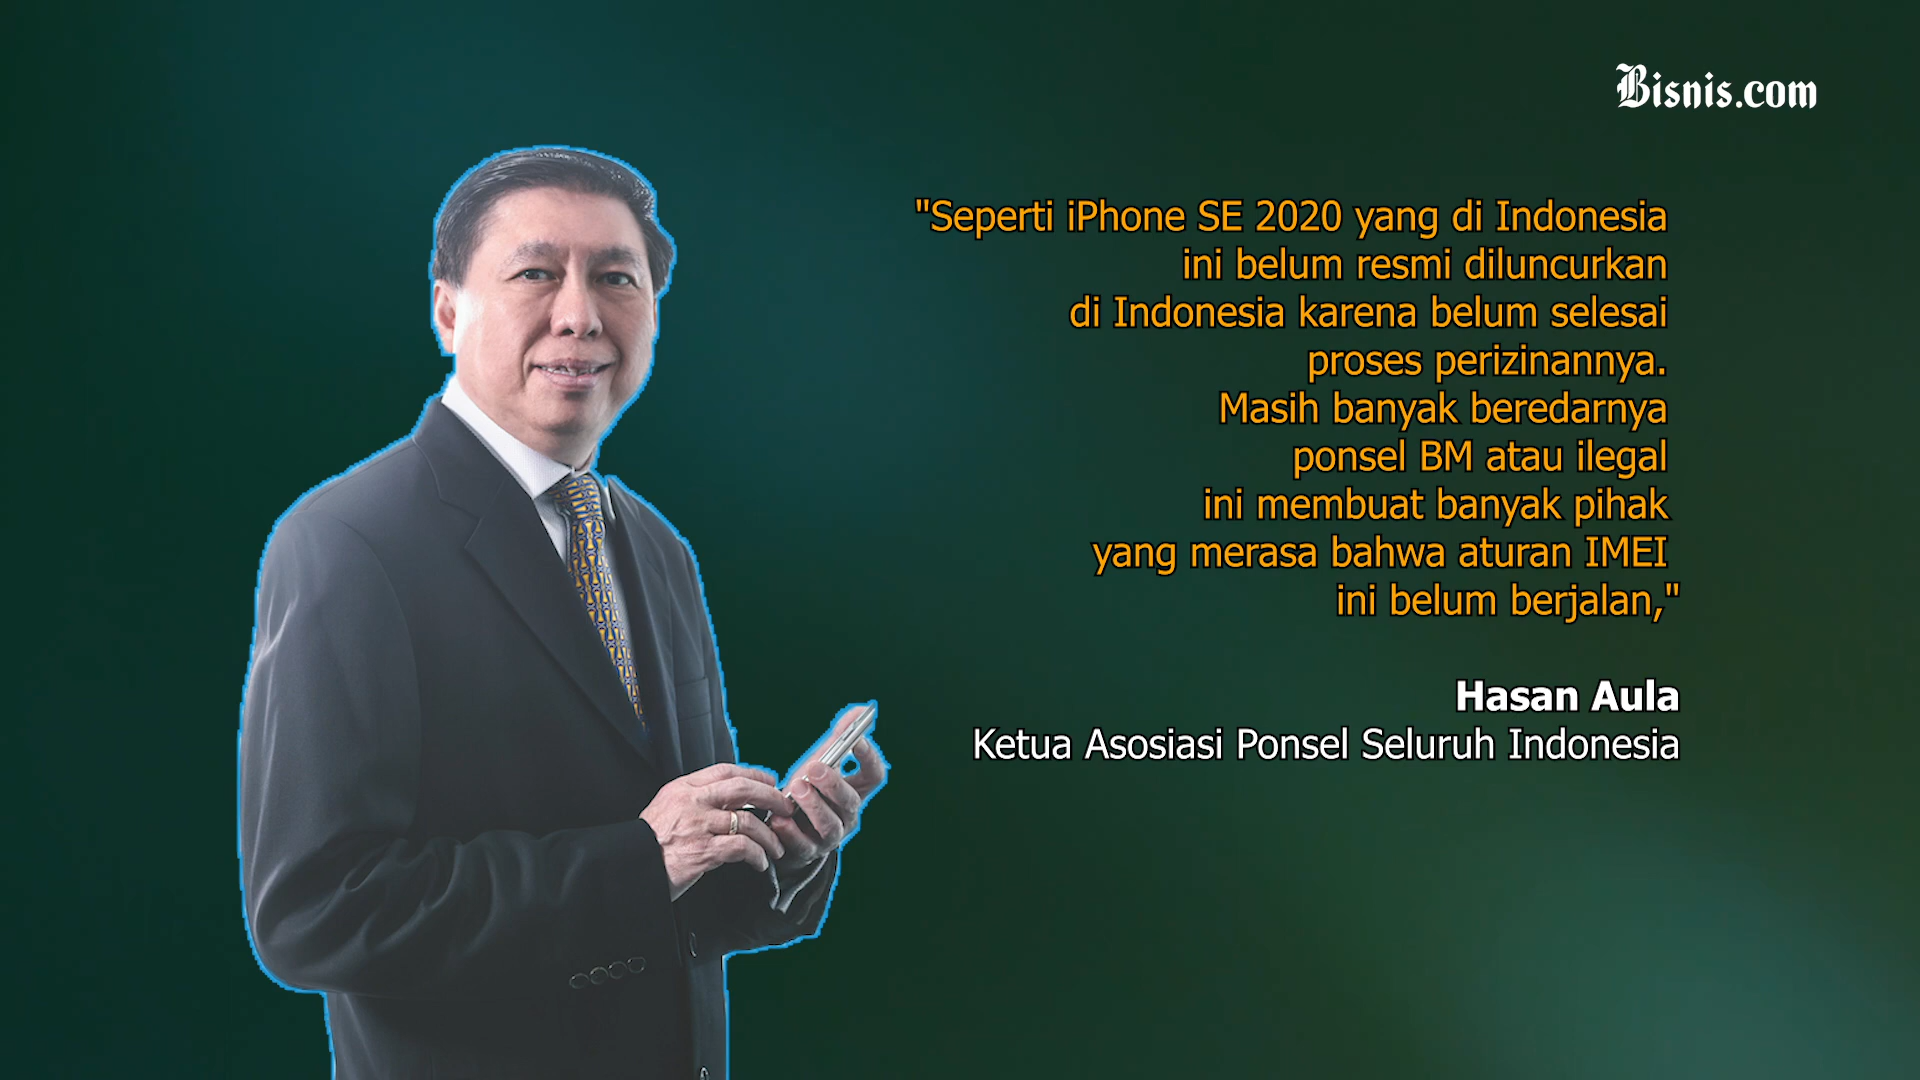 Bisnis.com
"Seperti iPhone SE 2020 yang di Indonesia
ini belum resmi diluncurkan
di Indonesia karena belum selesai
proses perizinannya.
Masih banyak beredarnya
ponsel BM atau ilegal
ini membuat banyak pihak
yang merasa bahwa aturan IMEI
ini belum berjalan,"
Hasan Aula
Ketua Asosiasi Ponsel Seluruh Indonesia